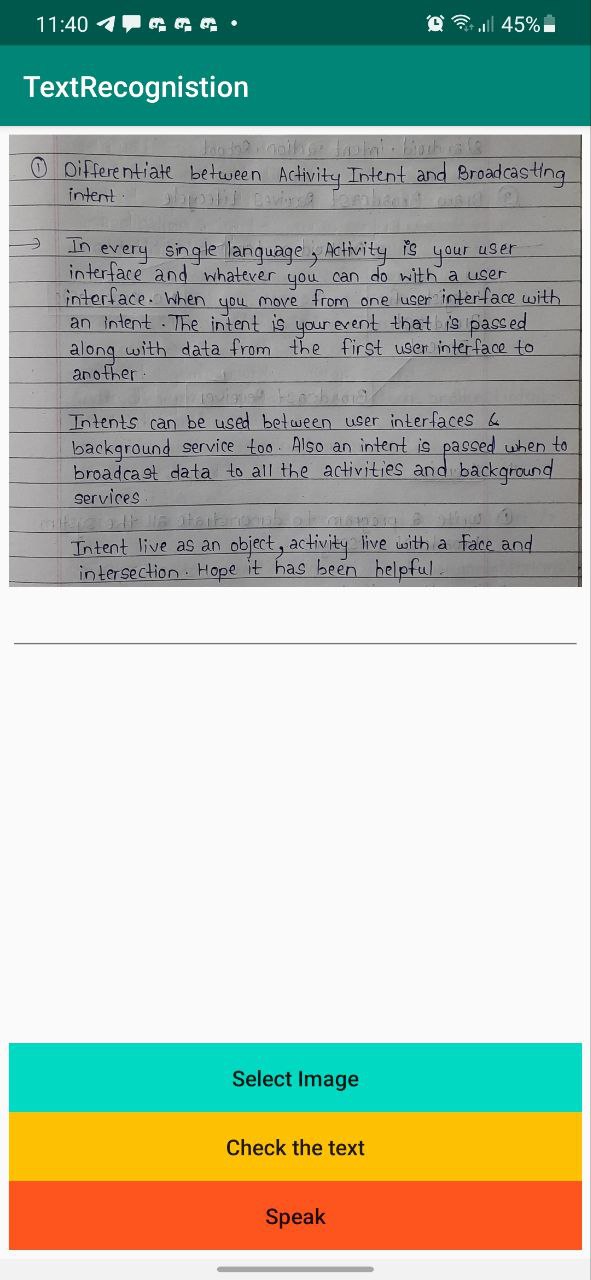 11:40
45%
TextRecognistion
① Differentiate between Activity Intent and Broadcasting
intent.
→ In every single language, Activity is your user
interface and whatever you can do with a user
interface. When you move from one user interface with
an intent. The intent is your event that is passed
along with data from the first user interface to
another.
Intents can be used between user interfaces &
background service too. Also an intent is passed when to
broadcast data to all the activities and background
services.
Intent live as an object, activity live with a face and
intersection. Hope it has been helpful.
Select Image
Check the text
Speak